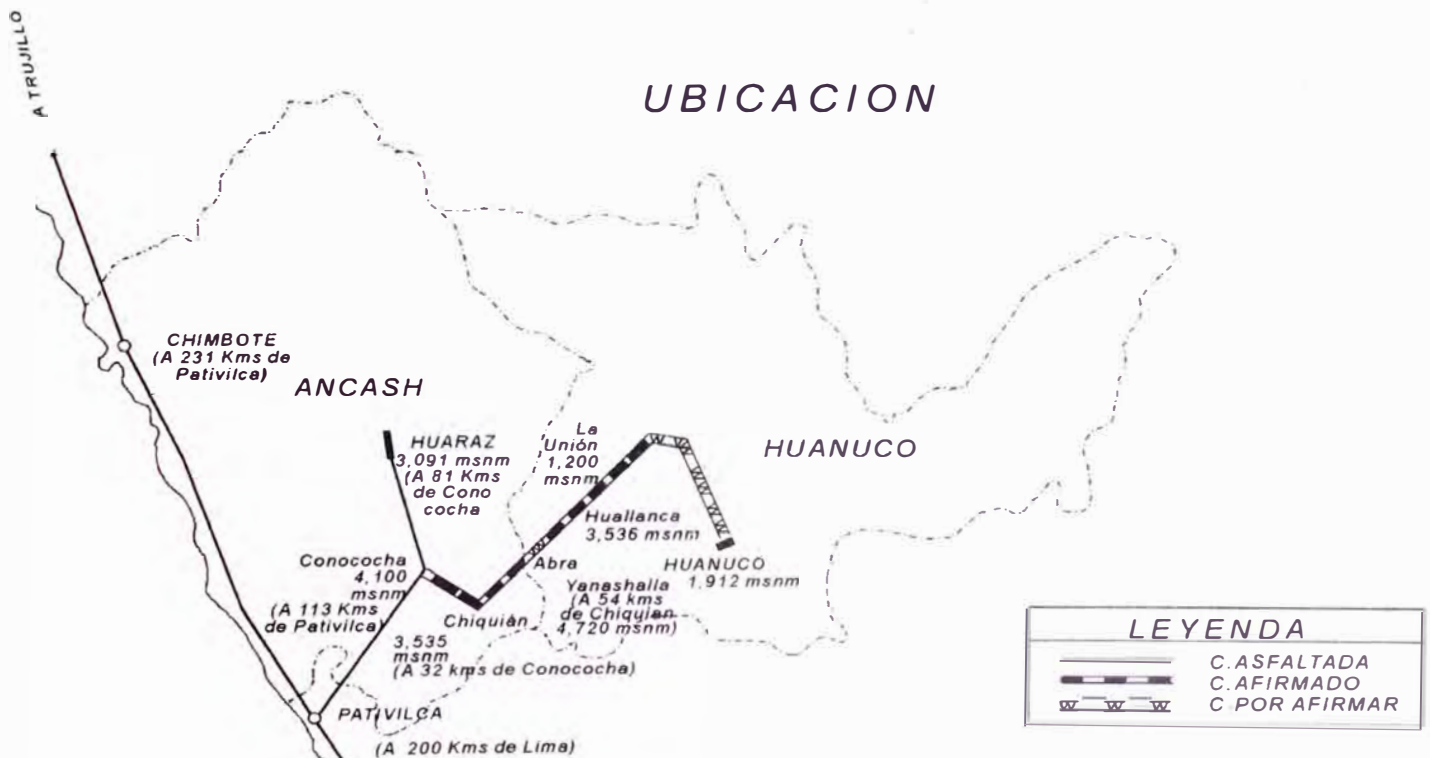 A TRUJILLO
UBICACION
CHIMBOTE
(A 231 Kms de
Pativilca)
ANCASH
HUARAZ
3,091 msnm
(A 81 Kms
de Cono
cocha
La
Unión
1,200
msnm
HUANUCO
Huallanca
3,536 msnm
Conococha
4,100
msnm
(A 113 Kms
de Pativilca)
Abra
Yanashalla
(A 54 kms
de Chiquian
4,720 msnm)
HUANUCO
1,912 msnm
Chiquián
3,535
msnm
(A 32 kms de Conococha)
PATIVILCA
(A 200 Kms de Lima)
LEYENDA
C.ASFALTADA
C.AFIRMADO
C POR AFIRMAR